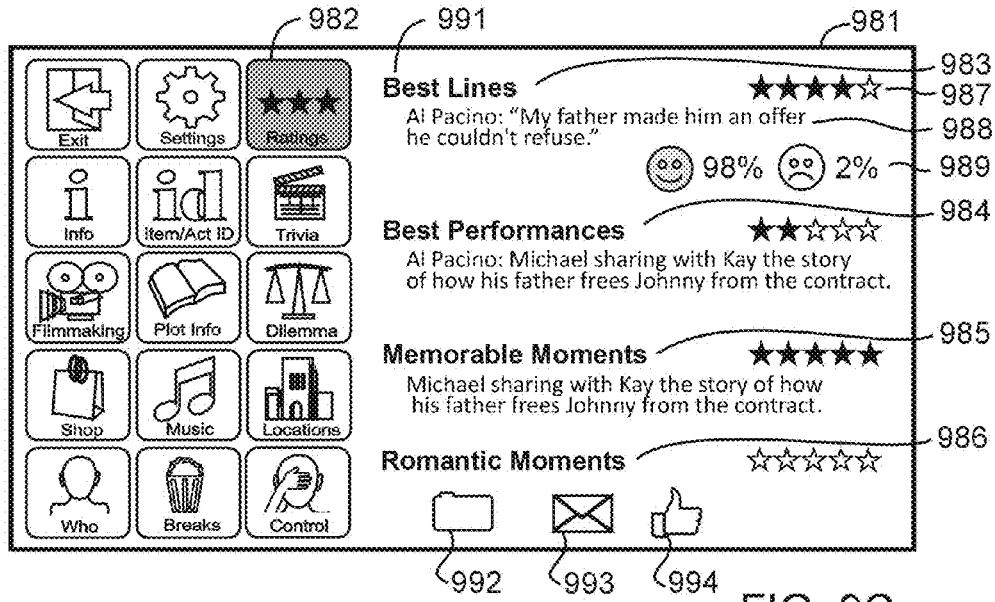 982 991 981
Exit Settings Ratings
Info id Item/Act ID Trivia
Filmmaking Plot Info Dilemma
Shop Music Locations
Who Breaks Control
Best Lines 983
987
Al Pacino: "My father made him an offer 988
he couldn't refuse."
98% 2% 989
984
Best Performances
Al Pacino: Michael sharing with Kay the story
of how his father frees Johnny from the contract.
985
Memorable Moments
Michael sharing with Kay the story of how
his father frees Johnny from the contract.
986
Romantic Moments
992 993 994